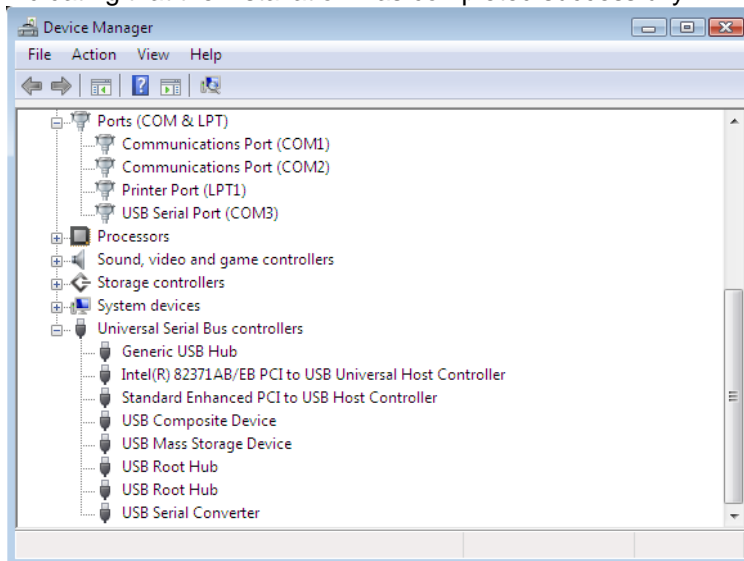 Device Manager
File Action View Help
Ports (COM & LPT)
Communications Port (COM1)
Communications Port (COM2)
Printer Port (LPT1)
USB Serial Port (COM3)
Processors
Sound, video and game controllers
Storage controllers
System devices
Universal Serial Bus controllers
Generic USB Hub
Intel(R) 82371AB/EB PCI to USB Universal Host Controller
Standard Enhanced PCI to USB Host Controller
USB Composite Device
USB Mass Storage Device
USB Root Hub
USB Root Hub
USB Serial Converter